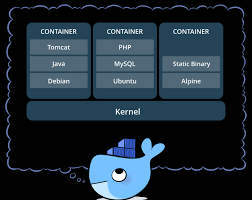 CONTAINER CONTAINER CONTAINER
Tomcat PHP
Java MySQL Static Binary
Debian Ubuntu Alpine
Kernel